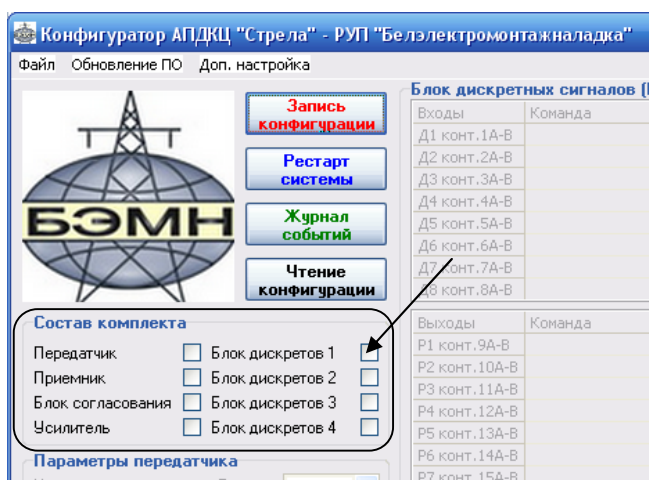 Конфигуратор АПДКЦ "Стрела" - РУП "Белэлектромонтажналадка"
Файл Обновление ПО Доп. настройка
Запись конфигурации
Рестарт системы
Журнал событий
Чтение конфигурации
БЭМН
Состав комплекта
Передатчик Блок дискретов 1
Приемник Блок дискретов 2
Блок согласования Блок дискретов 3
Усилитель Блок дискретов 4
Параметры передатчика
Блок дискретных сигналов
Входы Команда
Д1 конт.1А-В
Д2 конт.2А-В
Д3 конт.3А-В
Д4 конт.4А-В
Д5 конт.5А-В
Д6 конт.6А-В
Д7 конт.7А-В
Д8 конт.8А-В
Выходы Команда
Р1 конт.9А-В
Р2 конт.10А-В
Р3 конт.11А-В
Р4 конт.12А-В
Р5 конт.13А-В
Р6 конт.14А-В
Р7 конт.15А-В